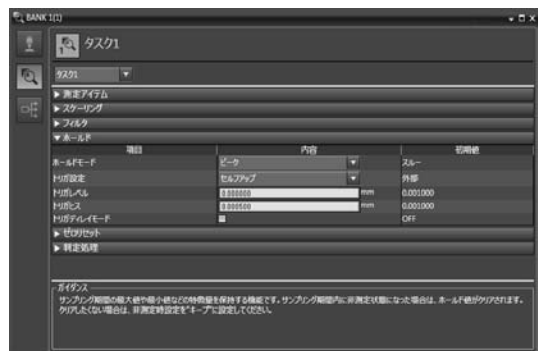 BANK 1(1)
1 タスク1
タスク1
▶ 測定アイテム
▶ スケーリング
▶ フィルタ
▼ ホールド
項目 内容 初期値
ホールドモード ピーク スルー
トリガ設定 セルフアップ 外部
トリガレベル 0.000000 mm 0.001000
トリガヒス 0.000500 mm 0.001000
トリガディレイモード OFF
▶ ゼロリセット
▶ 判定処理
ガイダンス
サンプリング期間の最大値や最小値などの特徴量を保持する機能です。サンプリング期間内に非測定状態になった場合は、ホールド値がクリアされます。
クリアしたくない場合は、非測定時設定を"キープ"に設定してください。